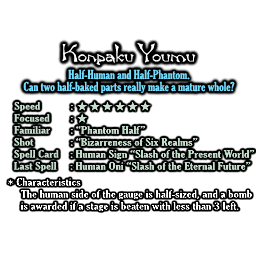 Konpaku Youmu
Half-Human and Half-Phantom.
Can two half-baked parts really make a mature whole?
Speed : ★★★★★★
Focused : ★
Familiar : "Phantom Half"
Shot : "Bizarreness of Six Realms"
Spell Card : Human Sign "Slash of the Present World"
Last Spell : Human Oni "Slash of the Eternal Future"
* Characteristics
The human side of the gauge is half-sized, and a bomb
is awarded if a stage is beaten with less than 3 left.